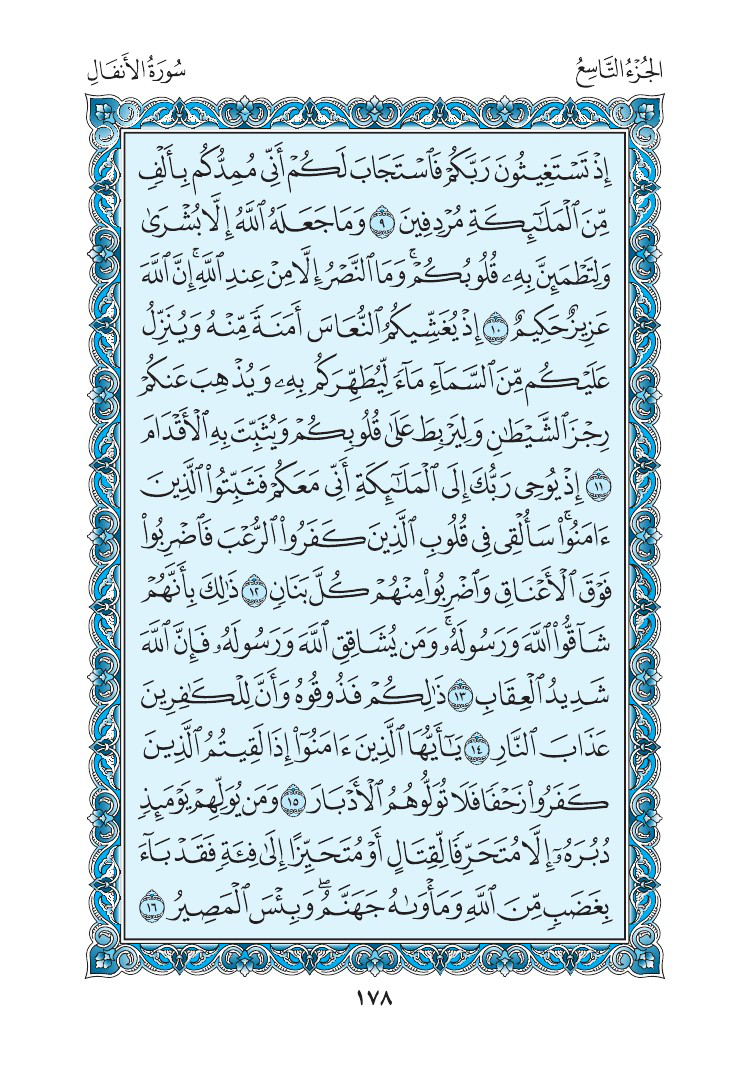 الجُزْءُ التَّاسِعُ
سُورَةُ الأَنفَالِ
إِذْ تَسْتَغِيثُونَ رَبَّكُمْ فَٱسْتَجَابَ لَكُمْ أَنِّى مُمِدُّكُم بِأَلْفٍ
مِّنَ ٱلْمَلَٰٓئِكَةِ مُرْدِفِينَ ٩ وَمَا جَعَلَهُ ٱللَّهُ إِلَّا بُشْرَىٰ
وَلِتَطْمَئِنَّ بِهِۦ قُلُوبُكُمْ ۚ وَمَا ٱلنَّصْرُ إِلَّا مِنْ عِندِ ٱللَّهِ ۚ إِنَّ ٱللَّهَ
عَزِيزٌ حَكِيمٌ ١٠ إِذْ يُغَشِّيكُمُ ٱلنُّعَاسَ أَمَنَةً مِّنْهُ وَيُنَزِّلُ
عَلَيْكُم مِّنَ ٱلسَّمَآءِ مَآءً لِّيُطَهِّرَكُم بِهِۦ وَيُذْهِبَ عَنكُمْ
رِجْزَ ٱلشَّيْطَٰنِ وَلِيَرْبِطَ عَلَىٰ قُلُوبِكُمْ وَيُثَبِّتَ بِهِ ٱلْأَقْدَامَ
١١ إِذْ يُوحِى رَبُّكَ إِلَى ٱلْمَلَٰٓئِكَةِ أَنِّى مَعَكُمْ فَثَبِّتُوا۟ ٱلَّذِينَ
ءَامَنُوا۟ ۚ سَأُلْقِى فِى قُلُوبِ ٱلَّذِينَ كَفَرُوا۟ ٱلرُّعْبَ فَٱضْرِبُوا۟
فَوْقَ ٱلْأَعْنَاقِ وَٱضْرِبُوا۟ مِنْهُمْ كُلَّ بَنَانٍ ١٢ ذَٰلِكَ بِأَنَّهُمْ
شَآقُّوا۟ ٱللَّهَ وَرَسُولَهُۥ ۚ وَمَن يُشَاقِقِ ٱللَّهَ وَرَسُولَهُۥ فَإِنَّ ٱللَّهَ
شَدِيدُ ٱلْعِقَابِ ١٣ ذَٰلِكُمْ فَذُوقُوهُ وَأَنَّ لِلْكَٰفِرِينَ
عَذَابَ ٱلنَّارِ ١٤ يَٰٓأَيُّهَا ٱلَّذِينَ ءَامَنُوٓا۟ إِذَا لَقِيتُمُ ٱلَّذِينَ
كَفَرُوا۟ زَحْفًا فَلَا تُوَلُّوهُمُ ٱلْأَدْبَارَ ١٥ وَمَن يُوَلِّهِمْ يَوْمَئِذٍ
دُبُرَهُۥٓ إِلَّا مُتَحَرِّفًا لِّقِتَالٍ أَوْ مُتَحَيِّزًا إِلَىٰ فِئَةٍ فَقَدْ بَآءَ
بِغَضَبٍ مِّنَ ٱللَّهِ وَمَأْوَىٰهُ جَهَنَّمُ ۖ وَبِئْسَ ٱلْمَصِيرُ ١٦
١٧٨